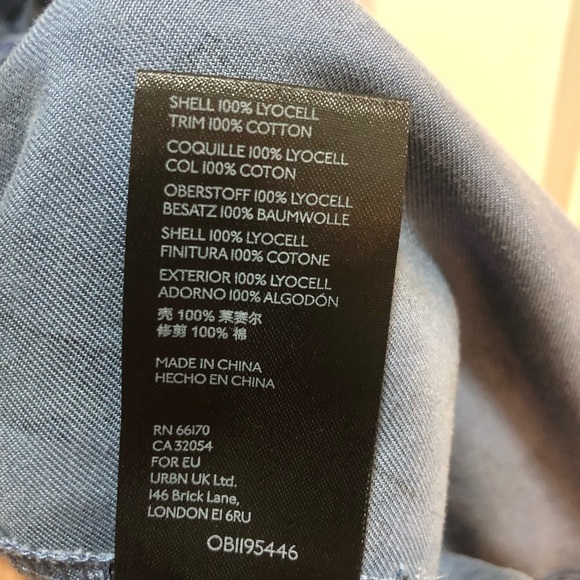 SHELL 100% LYOCELL
TRIM 100% COTTON
COQUILLE 100% LYOCELL
COL 100% COTON
OBERSTOFF 100% LYOCELL
BESATZ 100% BAUMWOLLE
SHELL 100% LYOCELL
FINITURA 100% COTONE
EXTERIOR 100% LYOCELL
ADORNO 100% ALGODÓN
壳 100% 莱赛尔
修剪 100% 棉
MADE IN CHINA
HECHO EN CHINA
RN 66170
CA 32054
FOR EU
URBN UK Ltd.
146 Brick Lane,
LONDON E1 6RU
OB1195446